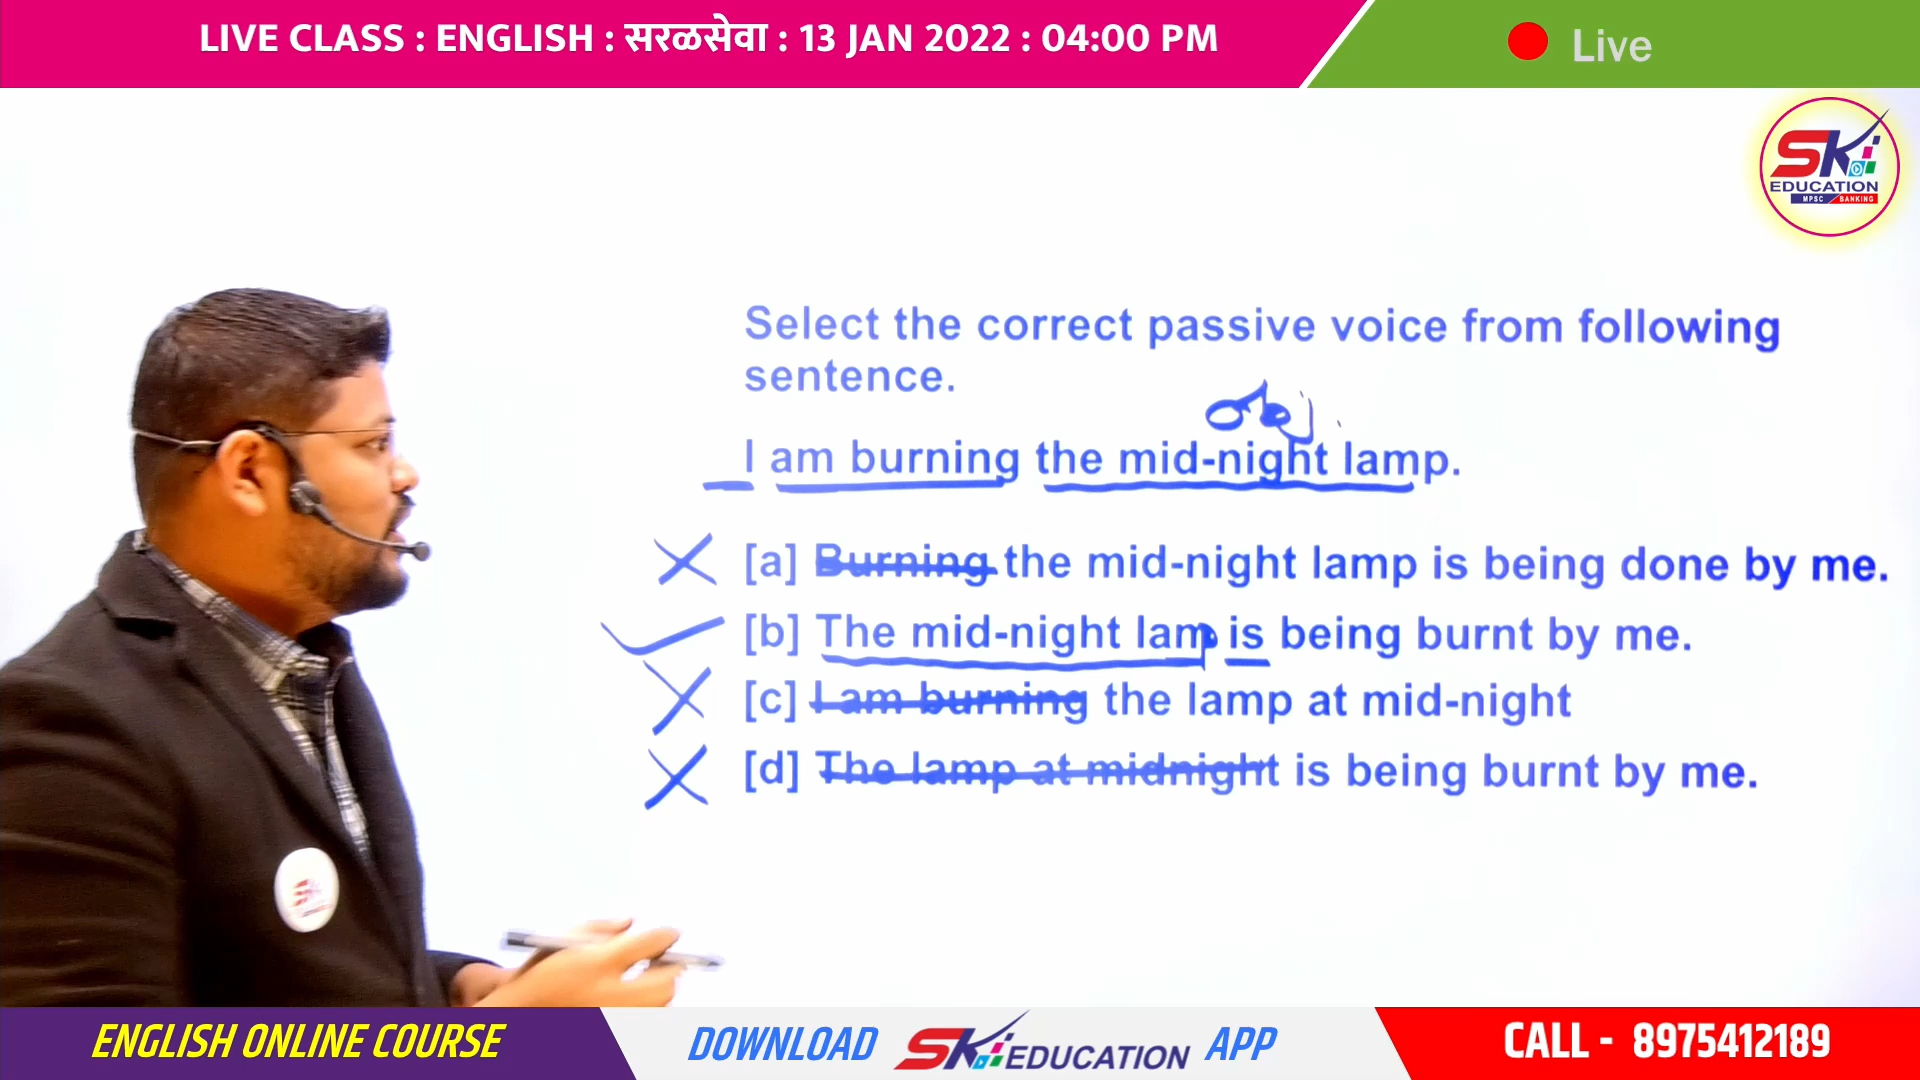 LIVE CLASS : ENGLISH : सरळसेवा : 13 JAN 2022 : 04:00 PM
Live
SK
EDUCATION
MPSC BANKING
Select the correct passive voice from following
sentence.
obj
I am burning the mid-night lamp.
[a] Burning the mid-night lamp is being done by me.
[b] The mid-night lamp is being burnt by me.
[c] I am burning the lamp at mid-night
[d] The lamp at midnight is being burnt by me.
ENGLISH ONLINE COURSE
DOWNLOAD SK EDUCATION APP
CALL - 8975412189